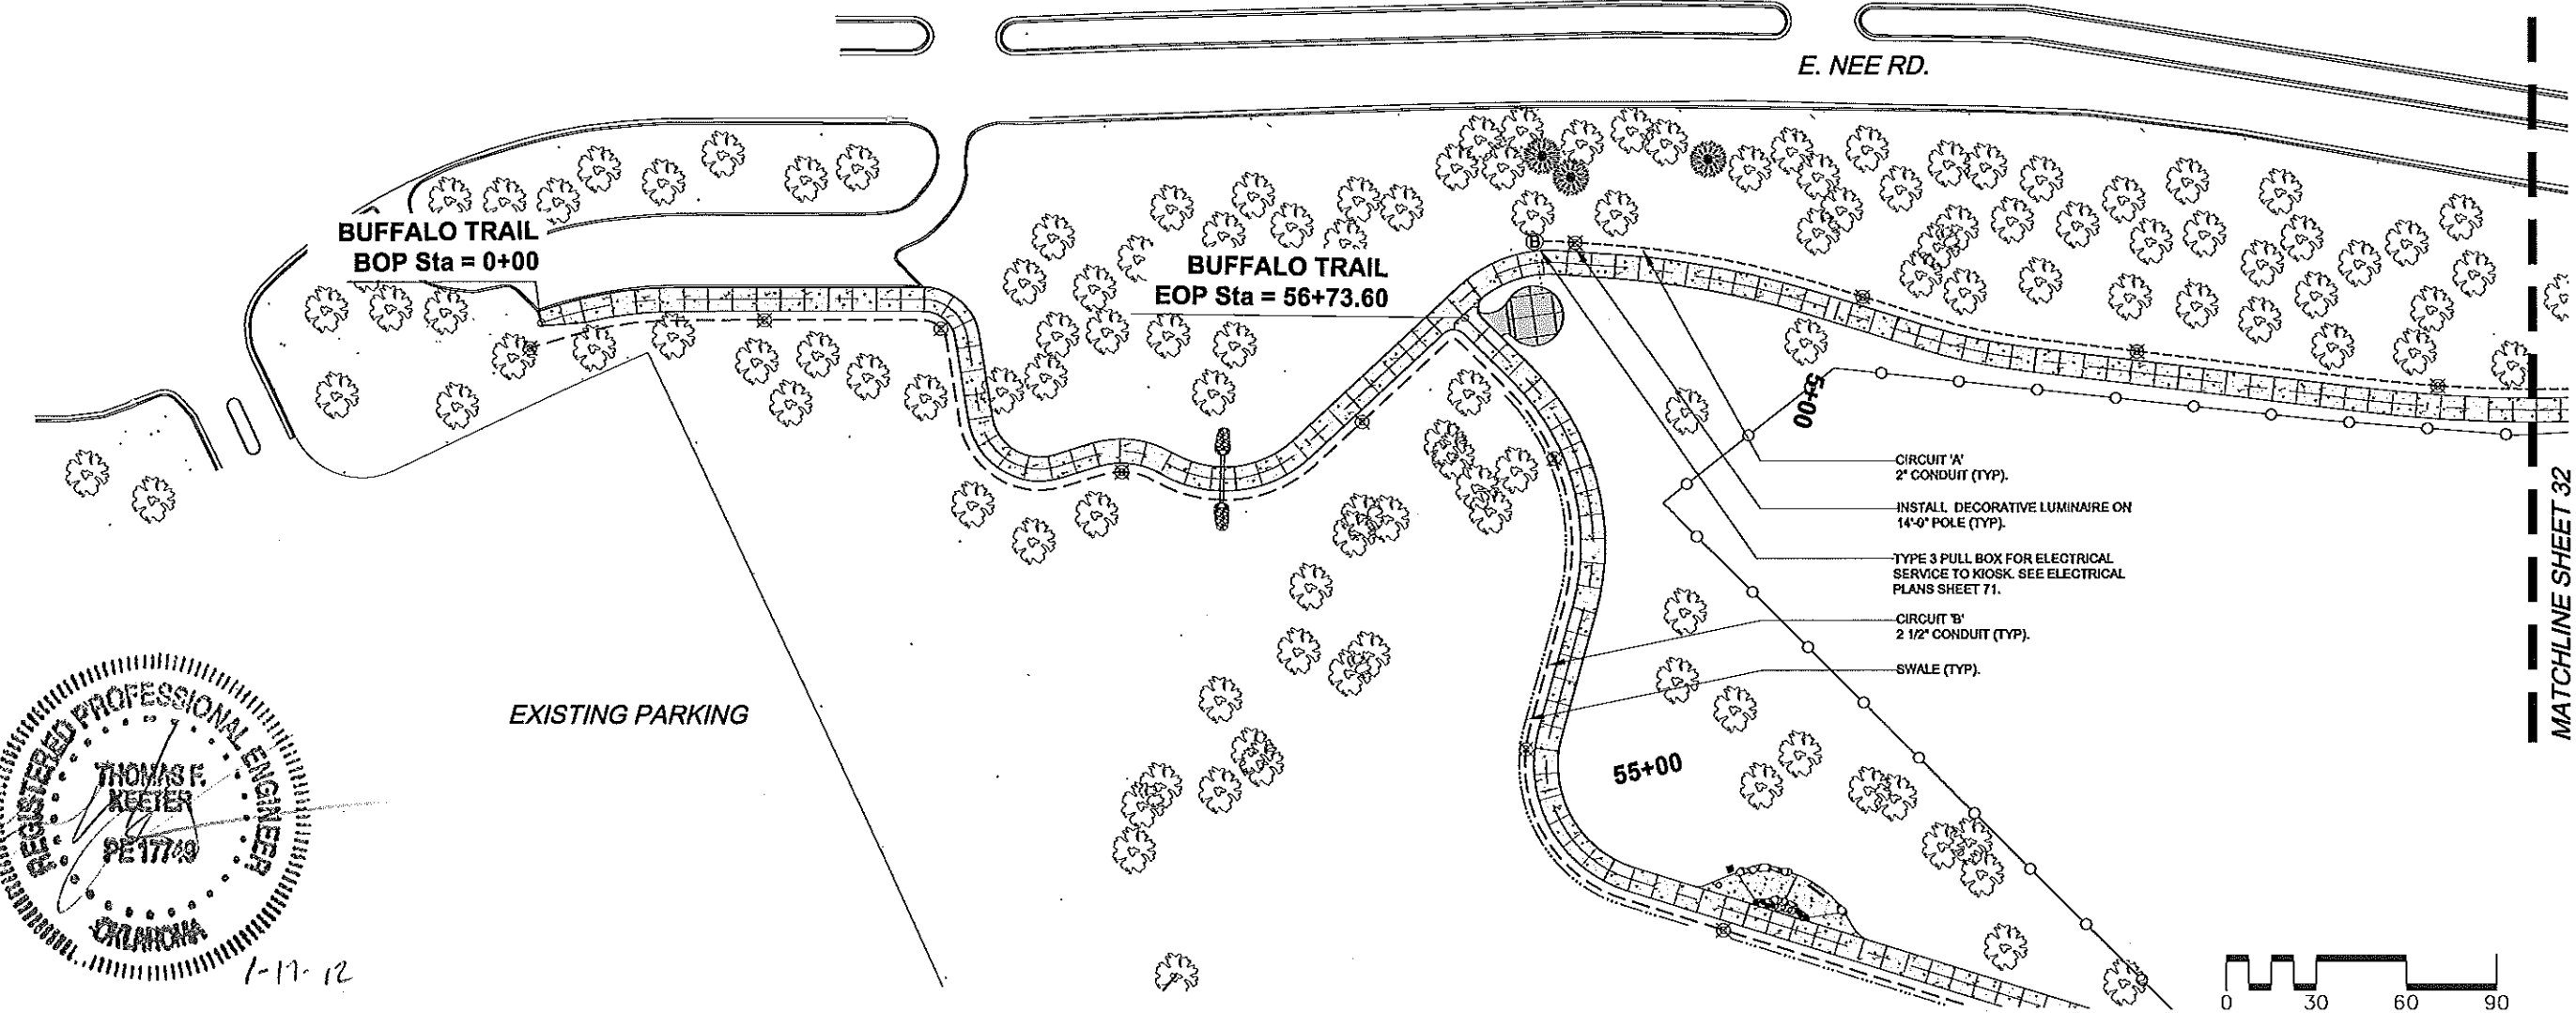 E. NEE RD.
BUFFALO TRAIL
BOP Sta = 0+00
BUFFALO TRAIL
EOP Sta = 56+73.60
B
5+00
CIRCUIT 'A'
2" CONDUIT (TYP).
INSTALL DECORATIVE LUMINAIRE ON
14'-0" POLE (TYP).
TYPE 3 PULL BOX FOR ELECTRICAL
SERVICE TO KIOSK. SEE ELECTRICAL
PLANS SHEET 71.
CIRCUIT 'B'
2 1/2" CONDUIT (TYP).
SWALE (TYP).
MATCHLINE SHEET 32
EXISTING PARKING
55+00
REGISTERED PROFESSIONAL ENGINEER
THOMAS F.
KEETER
PE 17749
OKLAHOMA
1-17-12
0 30 60 90